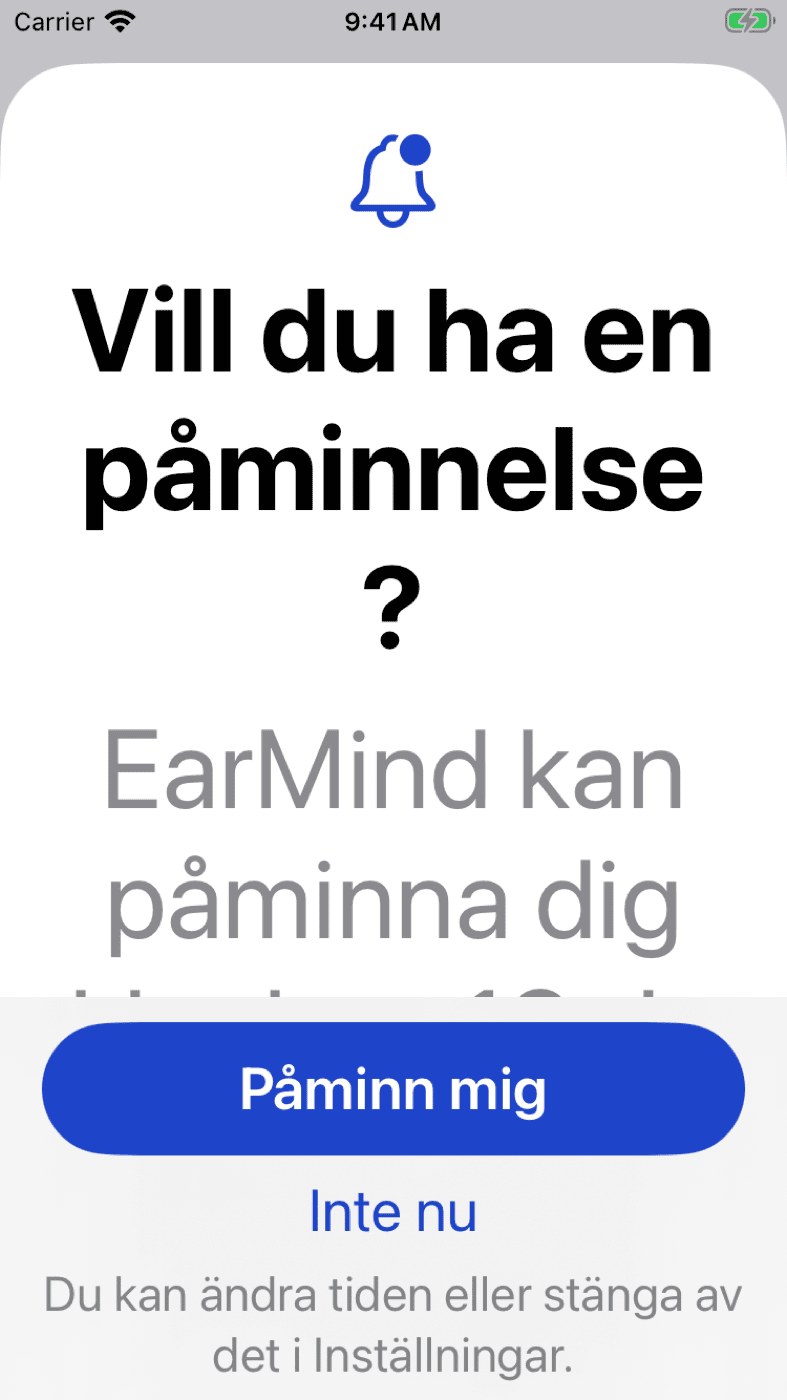 Carrier 9:41 AM
Vill du ha en
påminnelse
?
EarMind kan
påminna dig
Påminn mig
Inte nu
Du kan ändra tiden eller stänga av
det i Inställningar.